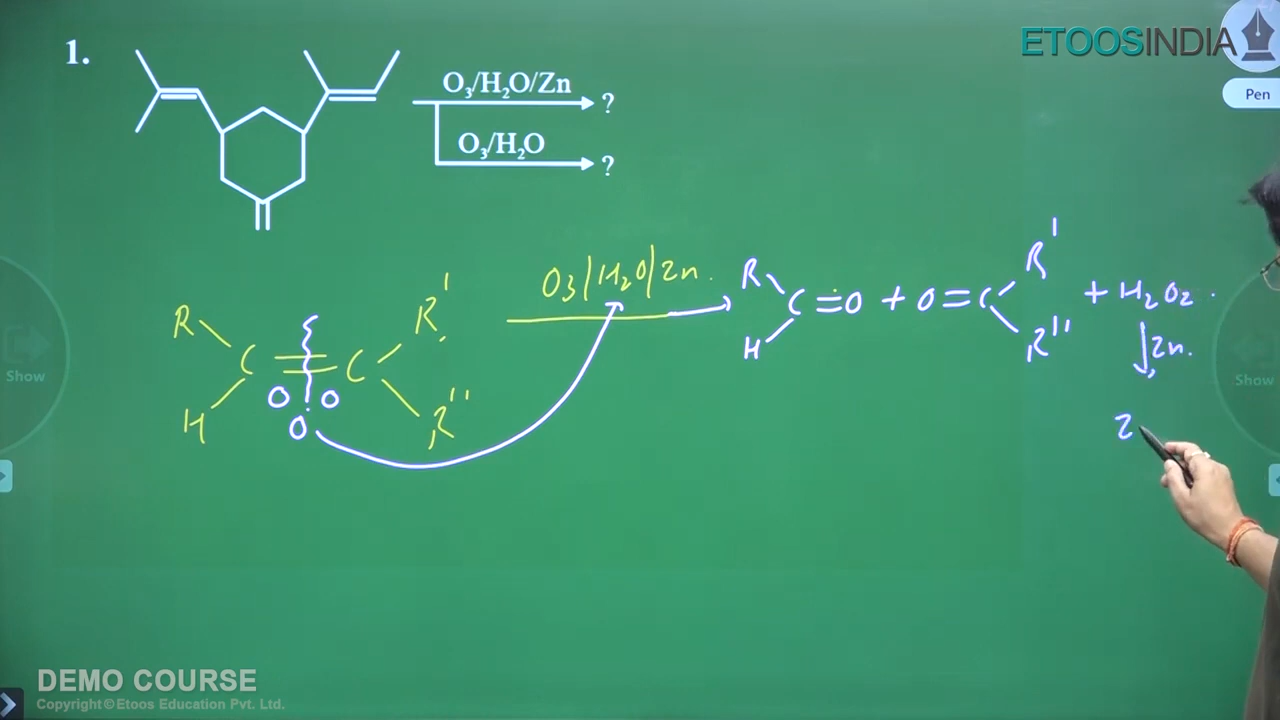 ETOOSINDIA
Pen
1.
O₃/H₂O/Zn
?
O₃/H₂O
?
O₃/H₂O/Zn.
R
C
H
O O
O
C
R'
R''
R
C=O + O=C
H
R'
R''
+ H₂O₂
Zn.
Z
Show
Show
DEMO COURSE
Copyright©Etoos Education Pvt. Ltd.